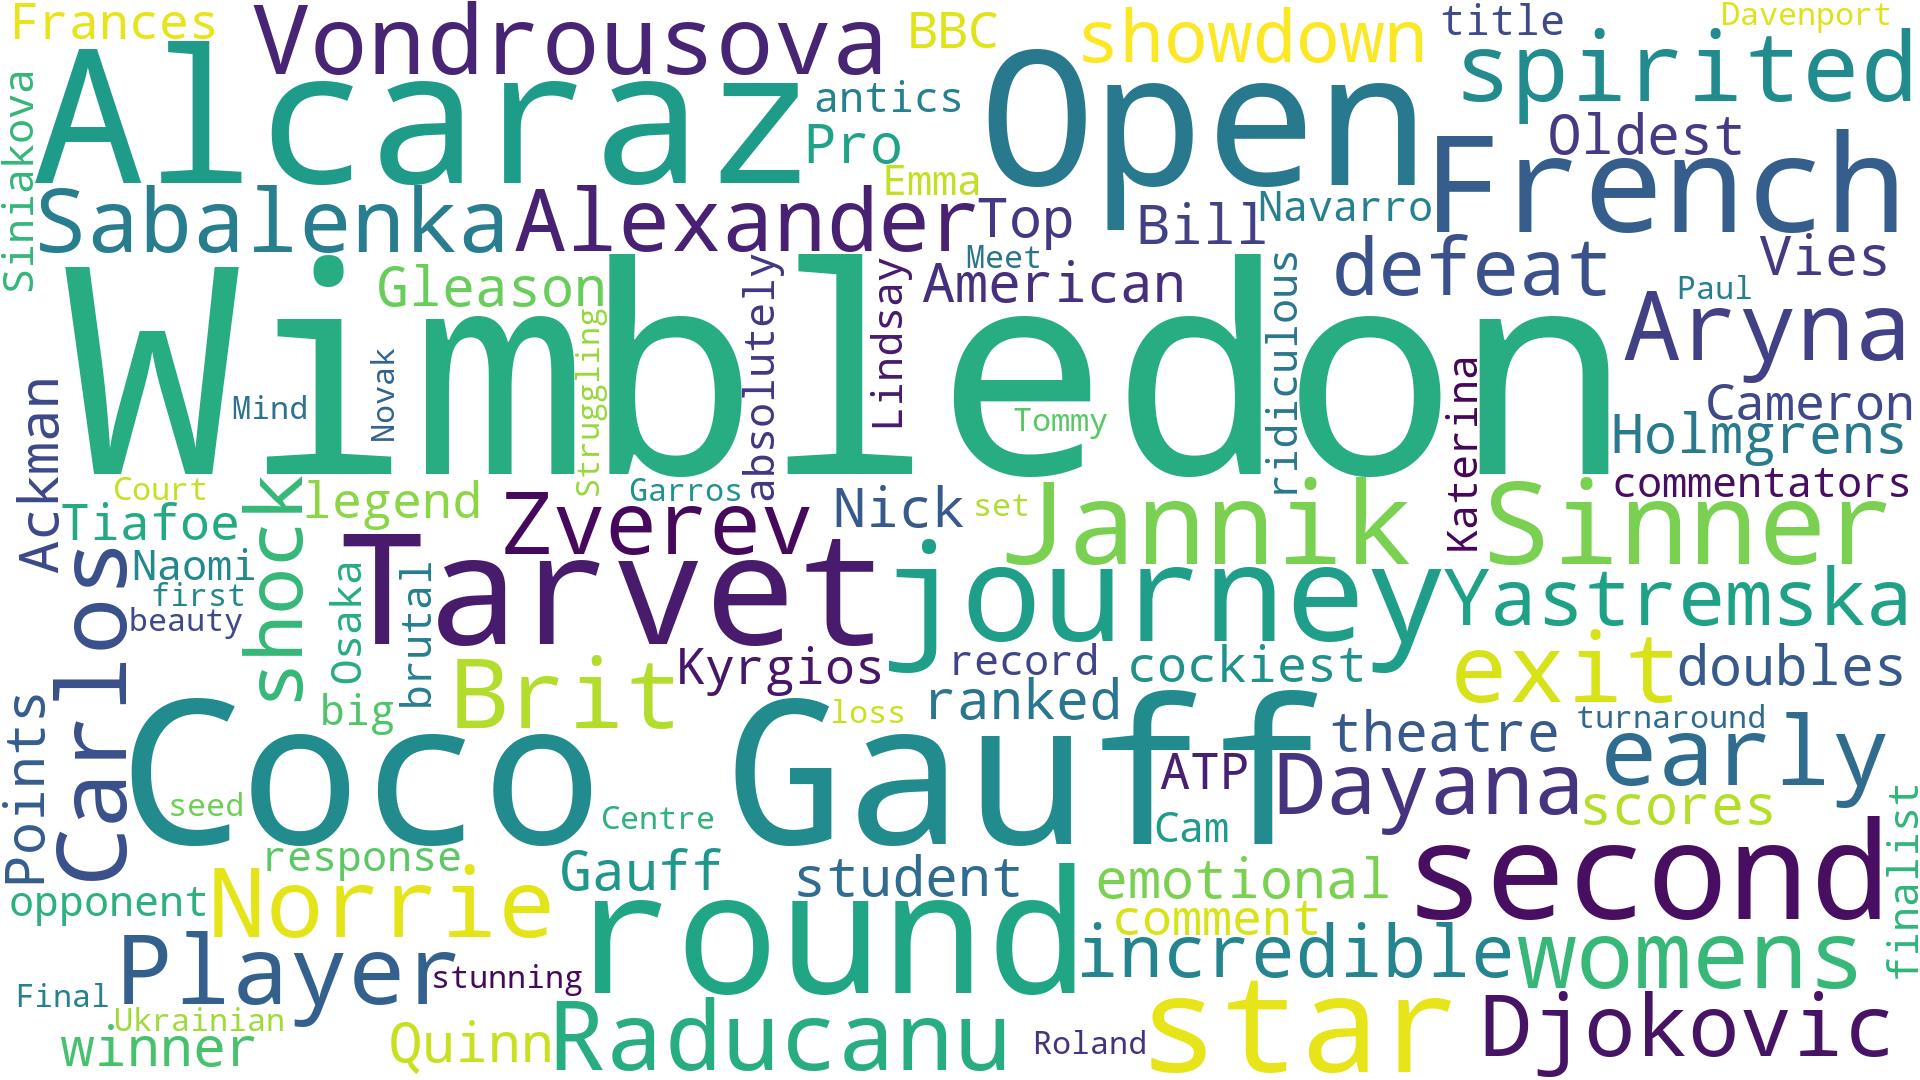 Frances
Vondrousova
BBC
showdown
title
Davenport
Alcaraz
Open
spirited
Siniakova
antics
Pro
Oldest
French
Emma
Sabalenka
Alexander
Top
Bill
Navarro
defeat
Vies
Meet
Gleason
American
Paul
Aryna
Wimbledon
absolutely
Lindsay
ridiculous
struggling
Novak
Mind
Tommy
Katerina
Cameron
Holmgrens
Ackman
Court
legend
Garros
Nick
set
commentators
Tiafoe
shock
Zverev
Jannik
Sinner
Carlos
Naomi
first
beauty
Osaka
brutal
Tarvet
journey
Yastremska
Brit
Kyrgios
record
cockiest
exit
doubles
Points
big
loss
ranked
theatre
turnaround
early
Coco Gauff
ATP
Dayana
scores
seed
Centre
Cam
second
finalist
response
Gauff
student
emotional
opponent
Norrie
round
comment
incredible
womens
Player
stunning
Final
Ukrainian
winner
Quinn
Raducanu
Roland
star
Djokovic